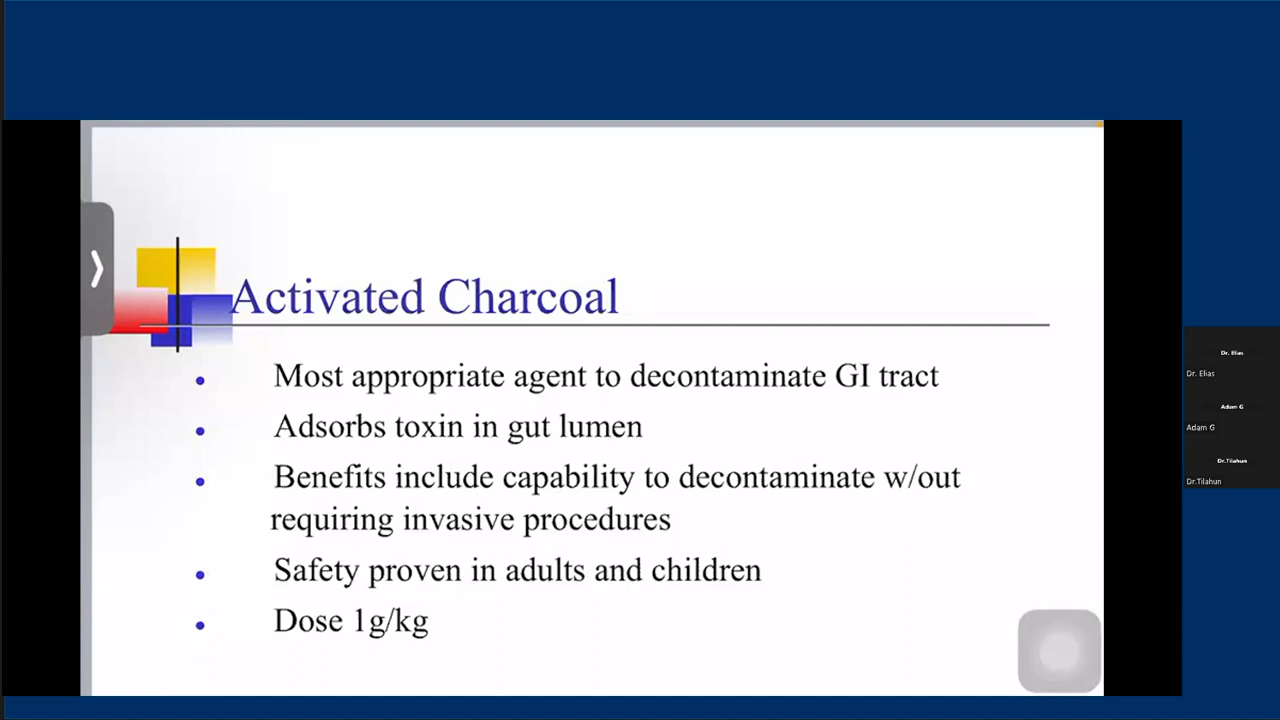 Activated Charcoal
• Most appropriate agent to decontaminate GI tract
• Adsorbs toxin in gut lumen
• Benefits include capability to decontaminate w/out
requiring invasive procedures
• Safety proven in adults and children
• Dose 1g/kg
Dr. Elias
Dr. Elias
Adam G
Adam G
Dr.Tilahun
Dr.Tilahun